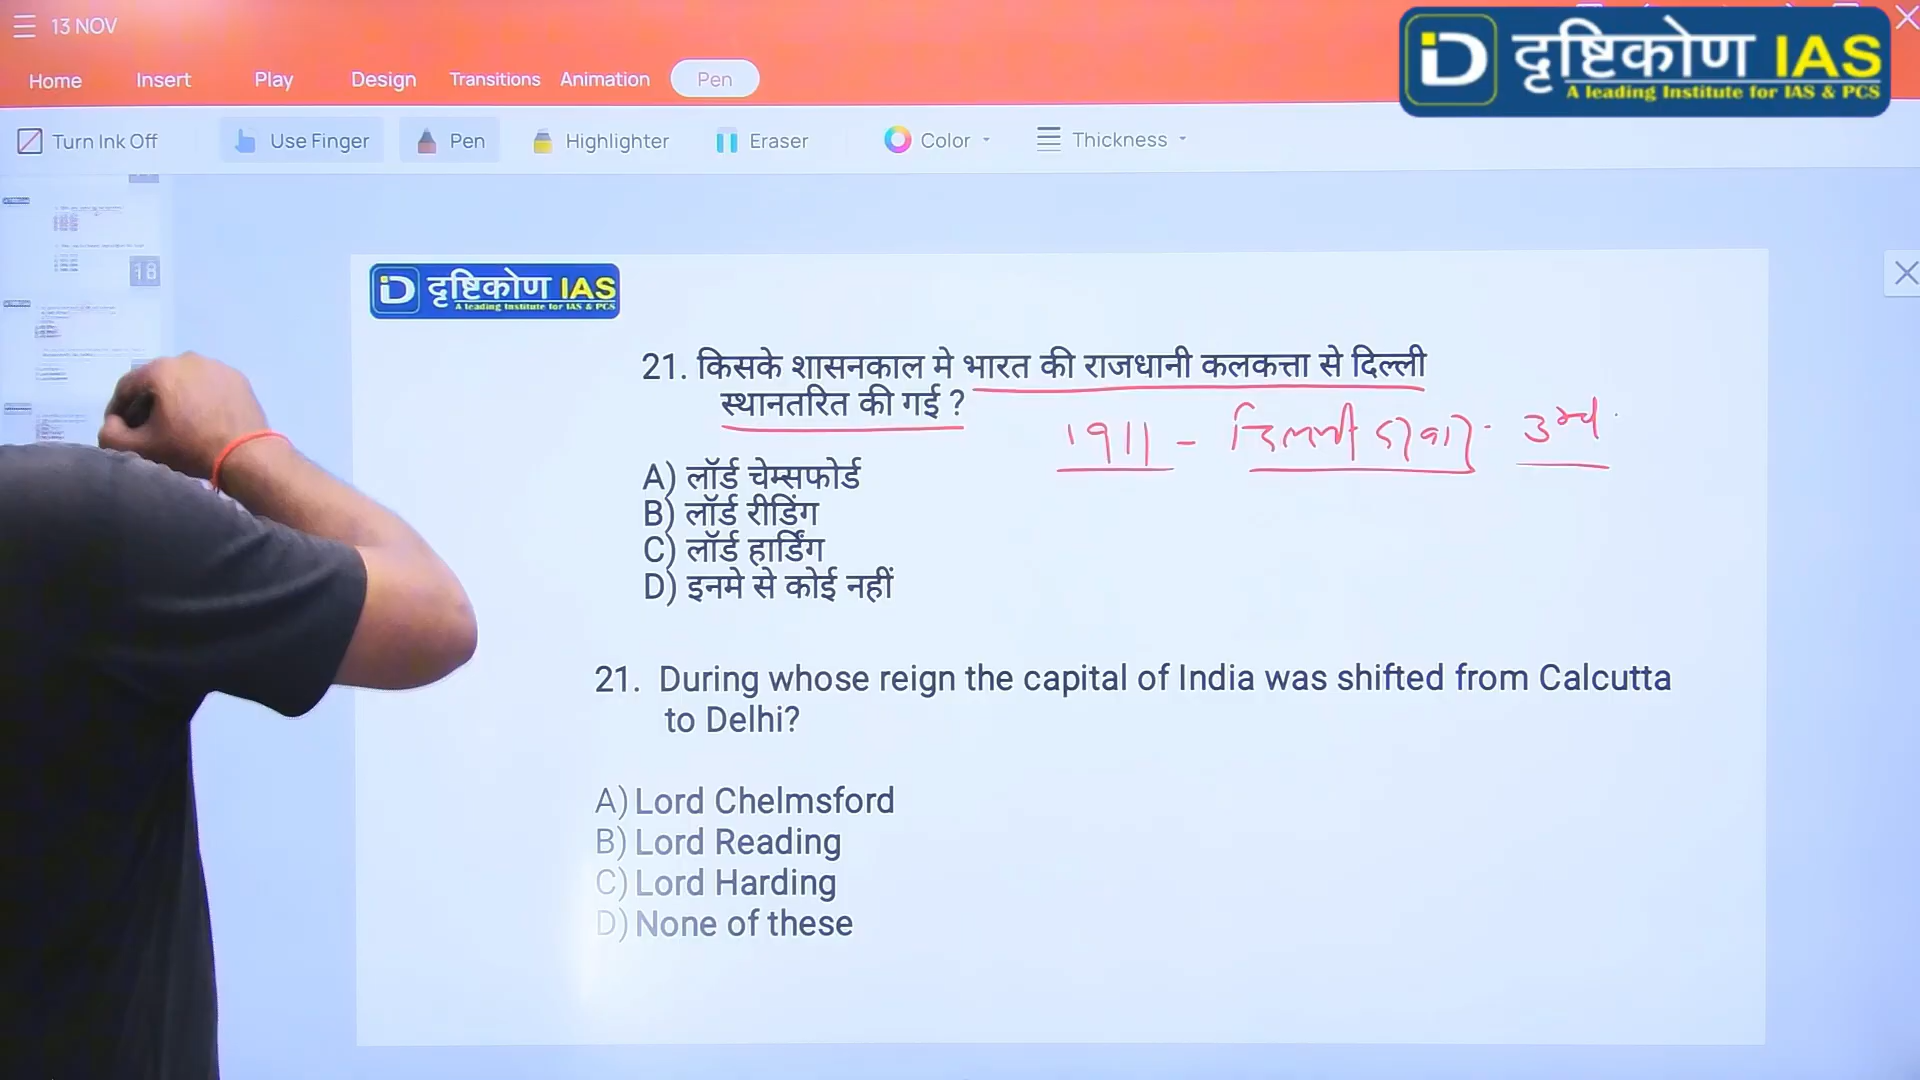 13 NOV
Home Insert Play Design Transitions Animation Pen
दृष्टिकोण IAS
A leading Institute for IAS & PCS
Turn Ink Off Use Finger Pen Highlighter Eraser Color Thickness
18
दृष्टिकोण IAS
A leading Institute for IAS & PCS
21. किसके शासनकाल मे भारत की राजधानी कलकत्ता से दिल्ली
स्थानतरित की गई ?
1911 - दिल्ली दरबार
A) लॉर्ड चेम्सफोर्ड
B) लॉर्ड रीडिंग
C) लॉर्ड हार्डिंग
D) इनमे से कोई नहीं
21. During whose reign the capital of India was shifted from Calcutta
to Delhi?
A) Lord Chelmsford
B) Lord Reading
C) Lord Harding
D) None of these